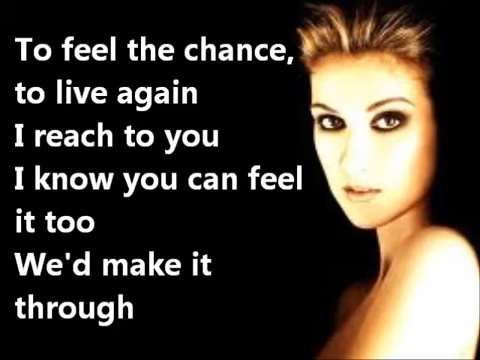 To feel the chance,
to live again
I reach to you
I know you can feel
it too
We'd make it
through